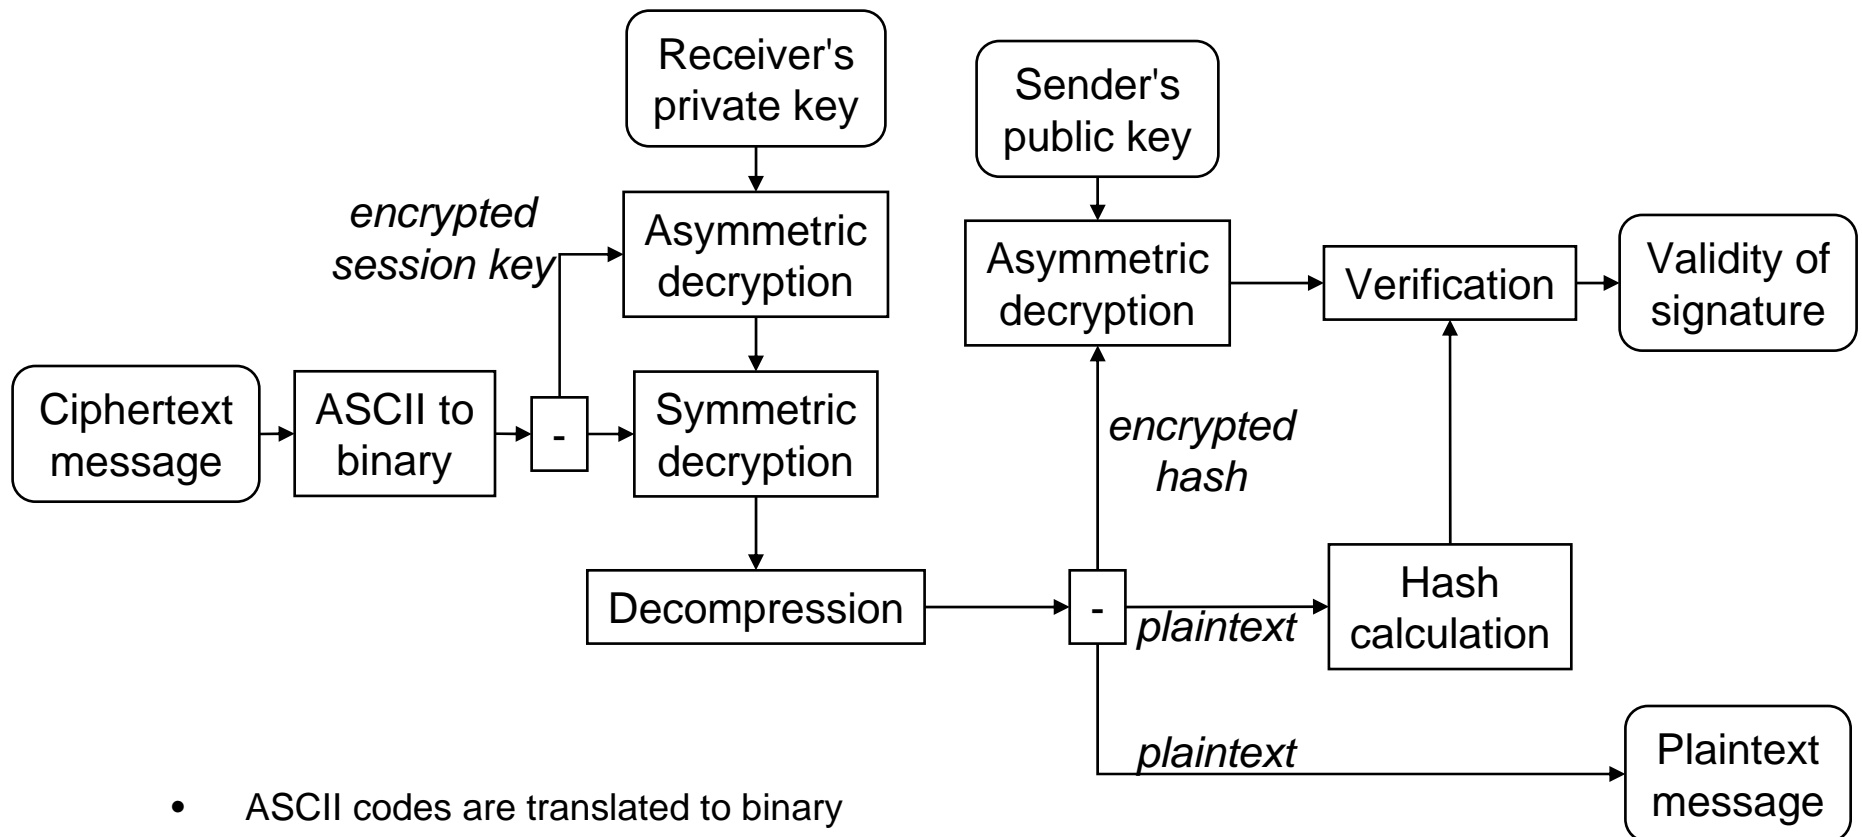 Receiver's
private key
Sender's
public key
encrypted
session key
Asymmetric
decryption
Asymmetric
decryption
Verification
Validity of
signature
Ciphertext
message
ASCII to
binary
-
Symmetric
decryption
encrypted
hash
Decompression
-
plaintext
Hash
calculation
plaintext
Plaintext
message
• ASCII codes are translated to binary